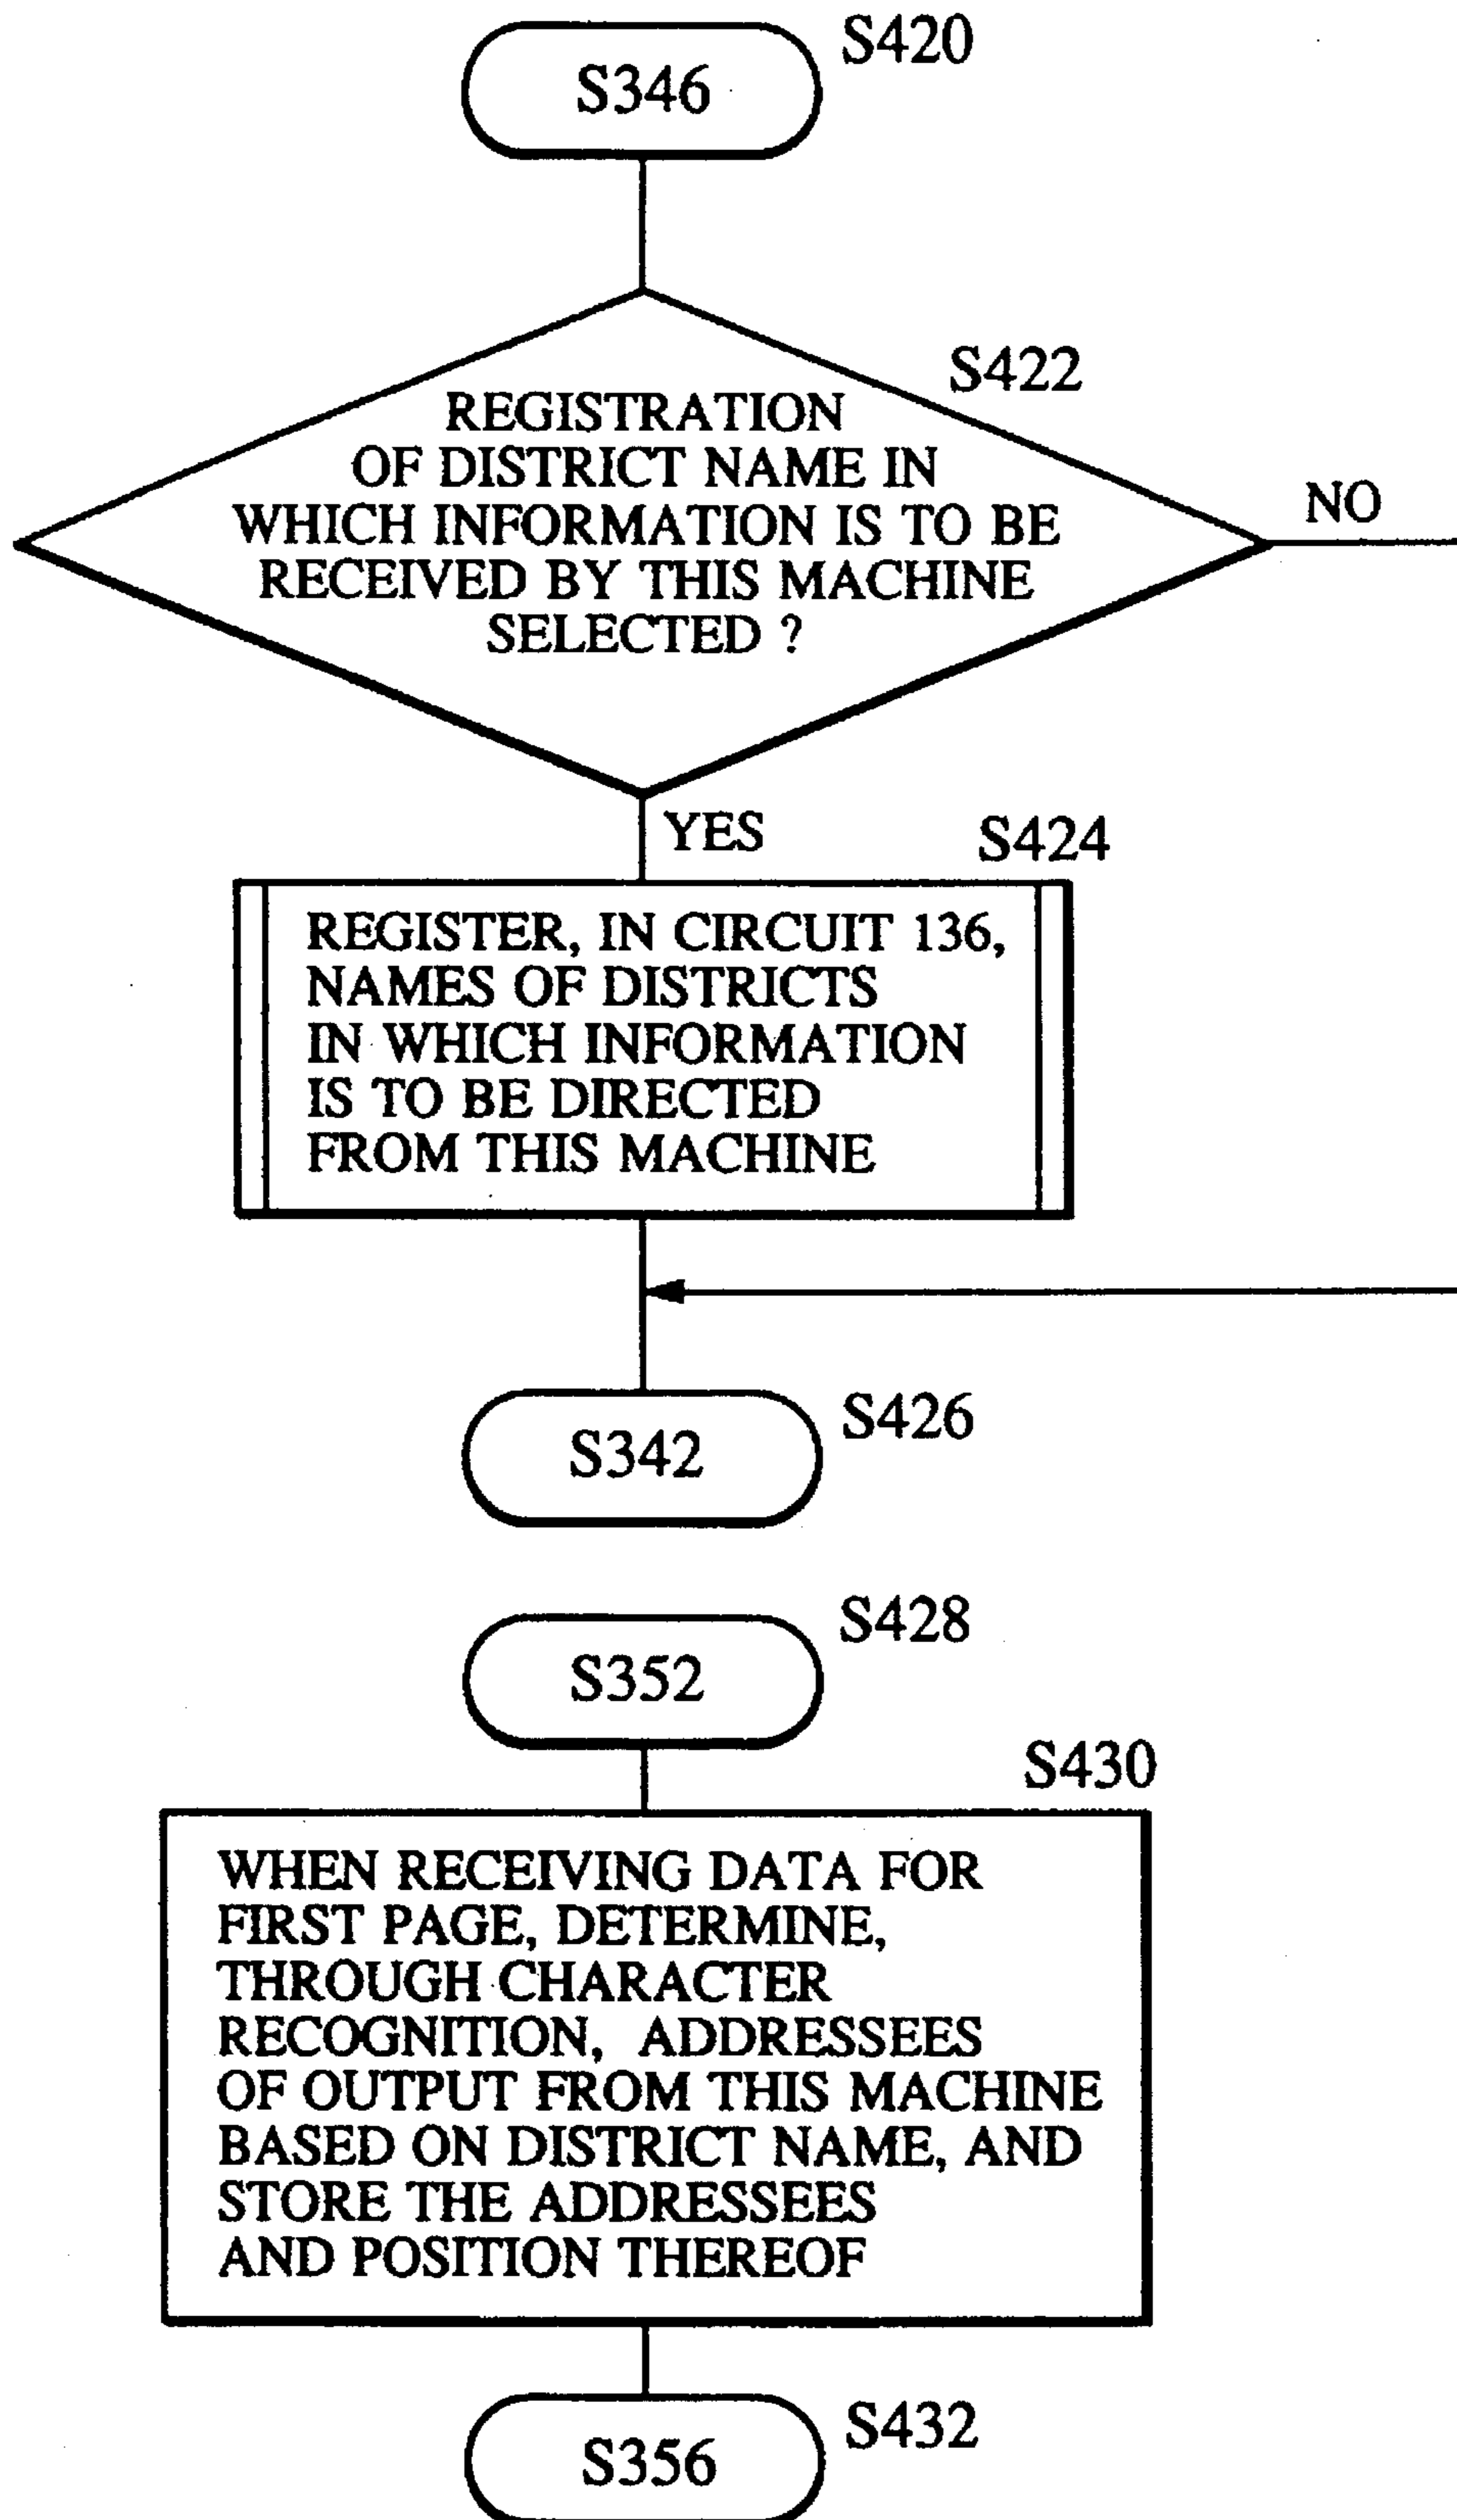 S420
S346
S422
REGISTRATION
OF DISTRICT NAME IN
WHICH INFORMATION IS TO BE
RECEIVED BY THIS MACHINE
SELECTED ?
NO
YES
S424
REGISTER, IN CIRCUIT 136,
NAMES OF DISTRICTS
IN WHICH INFORMATION
IS TO BE DIRECTED
FROM THIS MACHINE
S426
S342
S428
S352
S430
WHEN RECEIVING DATA FOR
FIRST PAGE, DETERMINE,
THROUGH CHARACTER
RECOGNITION, ADDRESSEES
OF OUTPUT FROM THIS MACHINE
BASED ON DISTRICT NAME, AND
STORE THE ADDRESSEES
AND POSITION THEREOF
S432
S356